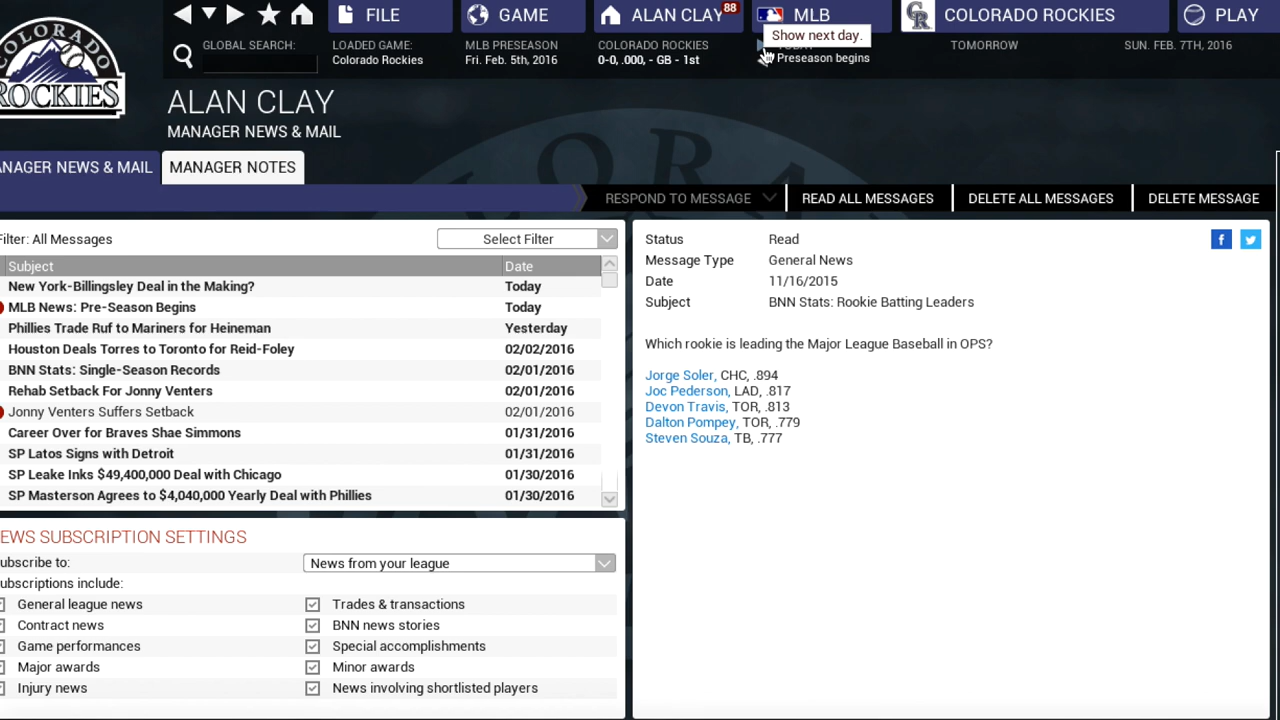 COLORADO
ROCKIES
FILE
GAME
ALAN CLAY
88
MLB
COLORADO ROCKIES
PLAY
Show next day.
GLOBAL SEARCH:
LOADED GAME:
Colorado Rockies
MLB PRESEASON
Fri. Feb. 5th, 2016
COLORADO ROCKIES
0-0, .000, - GB - 1st
Preseason begins
TOMORROW
SUN. FEB. 7TH, 2016
ALAN CLAY
MANAGER NEWS & MAIL
ANAGER NEWS & MAIL
MANAGER NOTES
RESPOND TO MESSAGE
READ ALL MESSAGES
DELETE ALL MESSAGES
DELETE MESSAGE
Filter: All Messages
Select Filter
Subject Date
New York-Billingsley Deal in the Making? Today
MLB News: Pre-Season Begins Today
Phillies Trade Ruf to Mariners for Heineman Yesterday
Houston Deals Torres to Toronto for Reid-Foley 02/02/2016
BNN Stats: Single-Season Records 02/01/2016
Rehab Setback For Jonny Venters 02/01/2016
Jonny Venters Suffers Setback 02/01/2016
Career Over for Braves Shae Simmons 01/31/2016
SP Latos Signs with Detroit 01/31/2016
SP Leake Inks $49,400,000 Deal with Chicago 01/30/2016
SP Masterson Agrees to $4,040,000 Yearly Deal with Phillies 01/30/2016
EWS SUBSCRIPTION SETTINGS
ubscribe to: News from your league
ubscriptions include:
General league news Trades & transactions
Contract news BNN news stories
Game performances Special accomplishments
Major awards Minor awards
Injury news News involving shortlisted players
Status Read
Message Type General News
Date 11/16/2015
Subject BNN Stats: Rookie Batting Leaders
Which rookie is leading the Major League Baseball in OPS?
Jorge Soler, CHC, .894
Joc Pederson, LAD, .817
Devon Travis, TOR, .813
Dalton Pompey, TOR, .779
Steven Souza, TB, .777